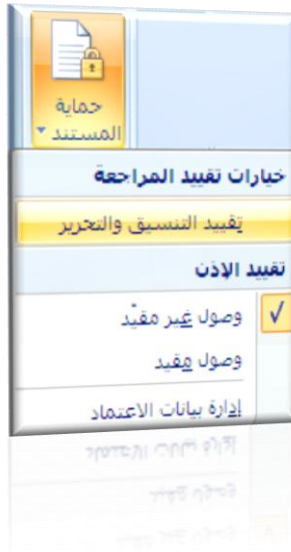 حماية
المستند
خيارات تقييد المراجعة
تقييد التنسيق والتحرير
تقييد الإذن
وصول غير مقيّد
وصول مقيد
إدارة بيانات الاعتماد